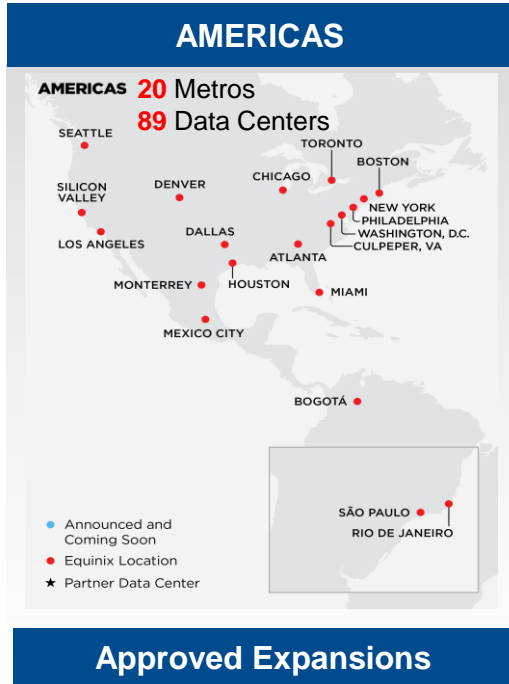 AMERICAS
AMERICAS 20 Metros
89 Data Centers
SEATTLE
TORONTO
BOSTON
CHICAGO
DENVER
SILICON
VALLEY
NEW YORK
PHILADELPHIA
WASHINGTON, D.C.
CULPEPER, VA
DALLAS
LOS ANGELES
ATLANTA
MONTERREY
HOUSTON
MIAMI
MEXICO CITY
BOGOTÁ
SÃO PAULO
RIO DE JANEIRO
Announced and
Coming Soon
Equinix Location
★ Partner Data Center
Approved Expansions